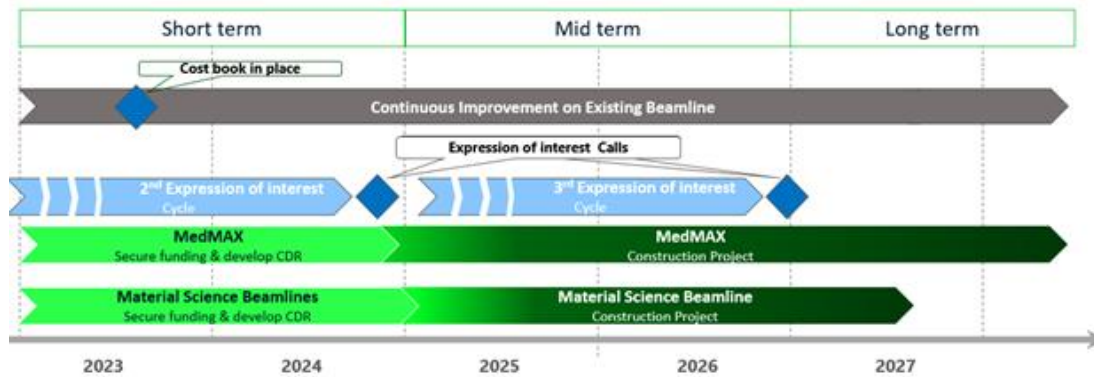 Short term
Mid term
Long term
Cost book in place
Continuous Improvement on Existing Beamline
Expression of interest Calls
2nd Expression of interest
Cycle
3rd Expression of interest
Cycle
MedMAX
Secure funding & develop CDR
MedMAX
Construction Project
Material Science Beamlines
Secure funding & develop CDR
Material Science Beamline
Construction Project
2023
2024
2025
2026
2027